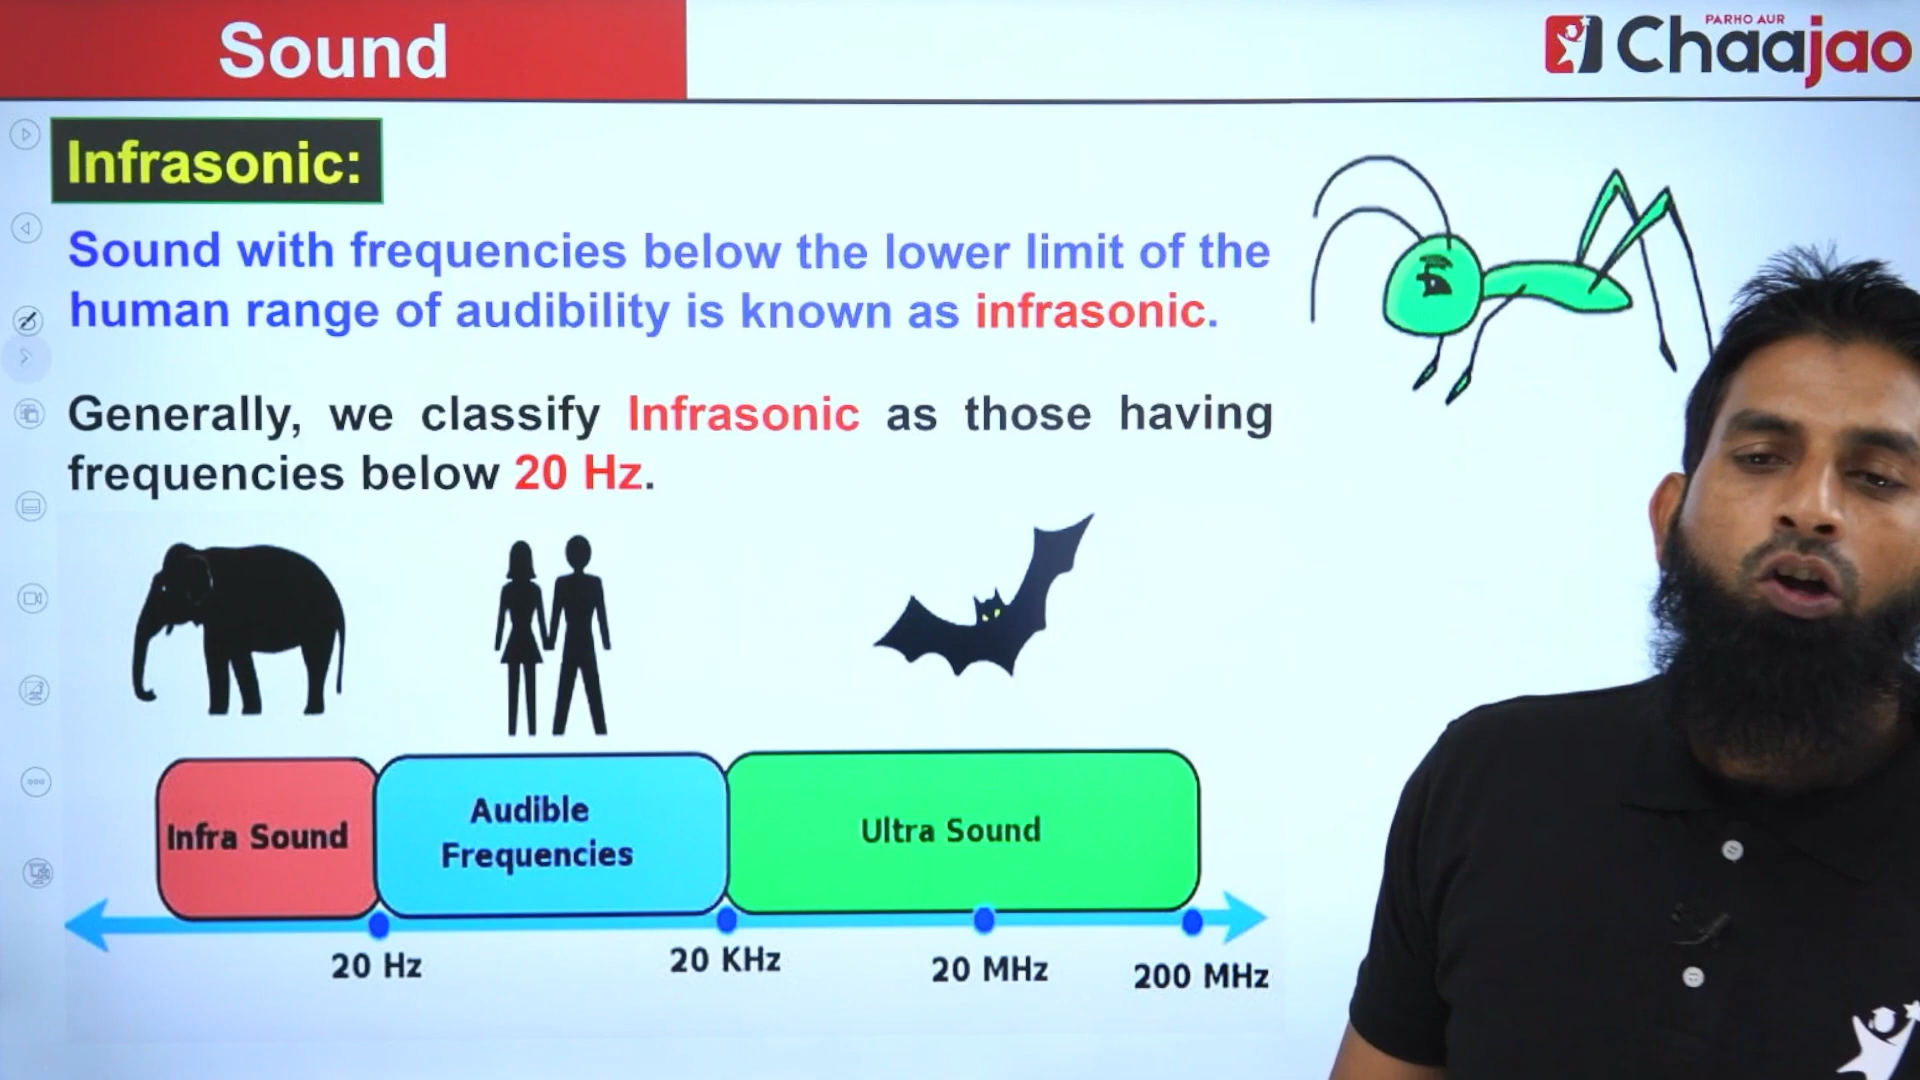 Sound
PARHO AUR
Chaajao
Infrasonic:
Sound with frequencies below the lower limit of the
human range of audibility is known as infrasonic.
Generally, we classify Infrasonic as those having
frequencies below 20 Hz.
Infra Sound
Audible
Frequencies
Ultra Sound
20 Hz
20 KHz
20 MHz
200 MHz